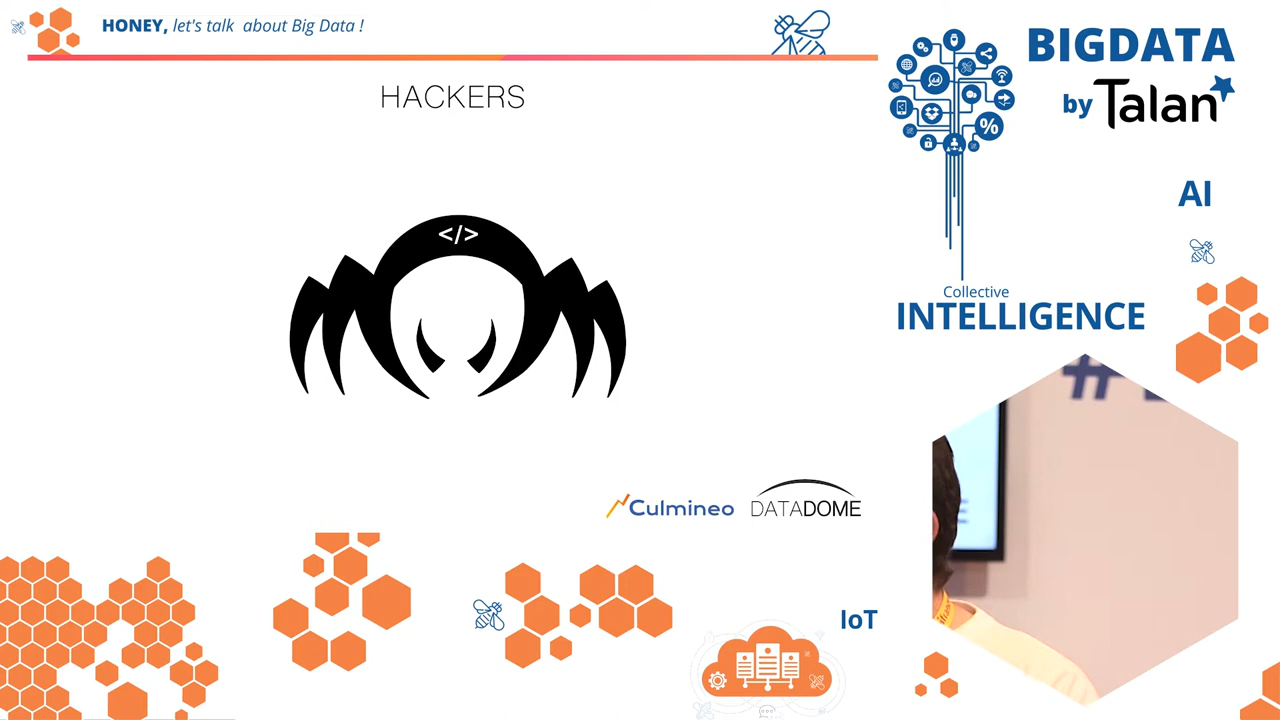 HONEY, let's talk about Big Data !
HACKERS
</>
Culmineo
DATADOME
BIGDATA
by Talan
%
AI
Collective
INTELLIGENCE
IoT